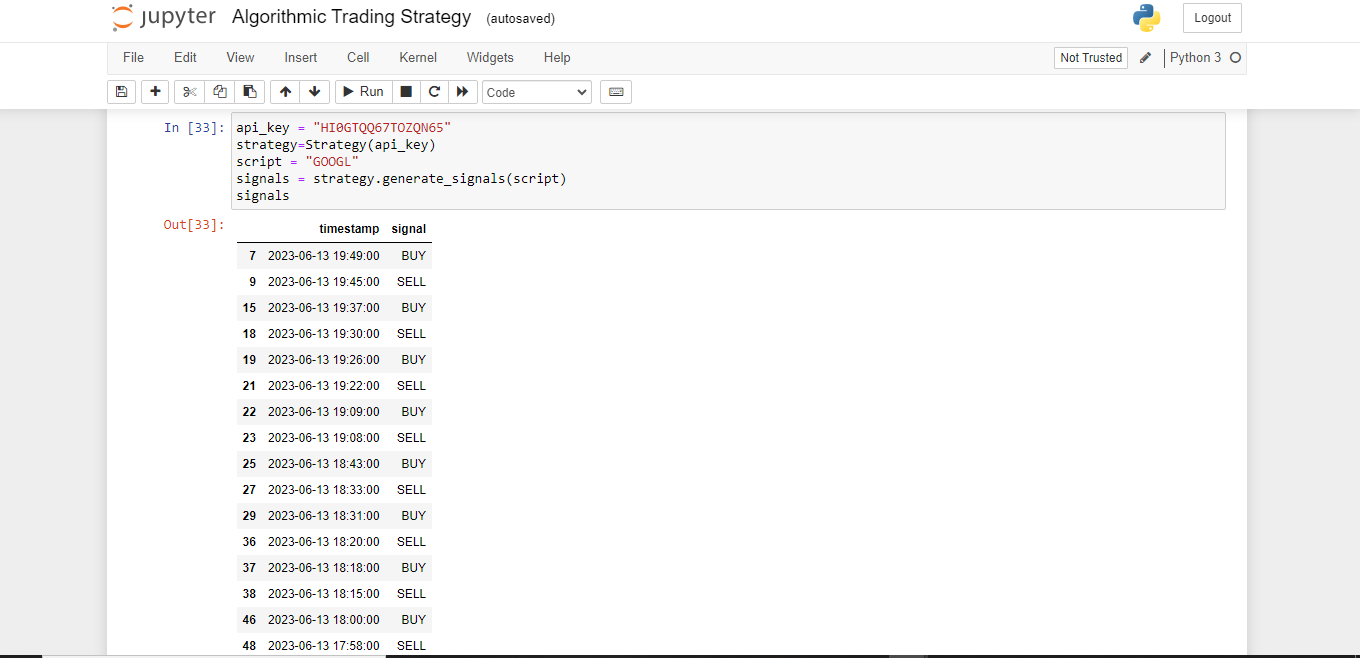 jupyter Algorithmic Trading Strategy (autosaved) Logout
File Edit View Insert Cell Kernel Widgets Help Not Trusted Python 3
Run Code
In [33]: api_key = "HI0GTQQ67TOZQN65"
strategy=Strategy(api_key)
script = "GOOGL"
signals = strategy.generate_signals(script)
signals
Out[33]:
timestamp signal
7 2023-06-13 19:49:00 BUY
9 2023-06-13 19:45:00 SELL
15 2023-06-13 19:37:00 BUY
18 2023-06-13 19:30:00 SELL
19 2023-06-13 19:26:00 BUY
21 2023-06-13 19:22:00 SELL
22 2023-06-13 19:09:00 BUY
23 2023-06-13 19:08:00 SELL
25 2023-06-13 18:43:00 BUY
27 2023-06-13 18:33:00 SELL
29 2023-06-13 18:31:00 BUY
36 2023-06-13 18:20:00 SELL
37 2023-06-13 18:18:00 BUY
38 2023-06-13 18:15:00 SELL
46 2023-06-13 18:00:00 BUY
48 2023-06-13 17:58:00 SELL